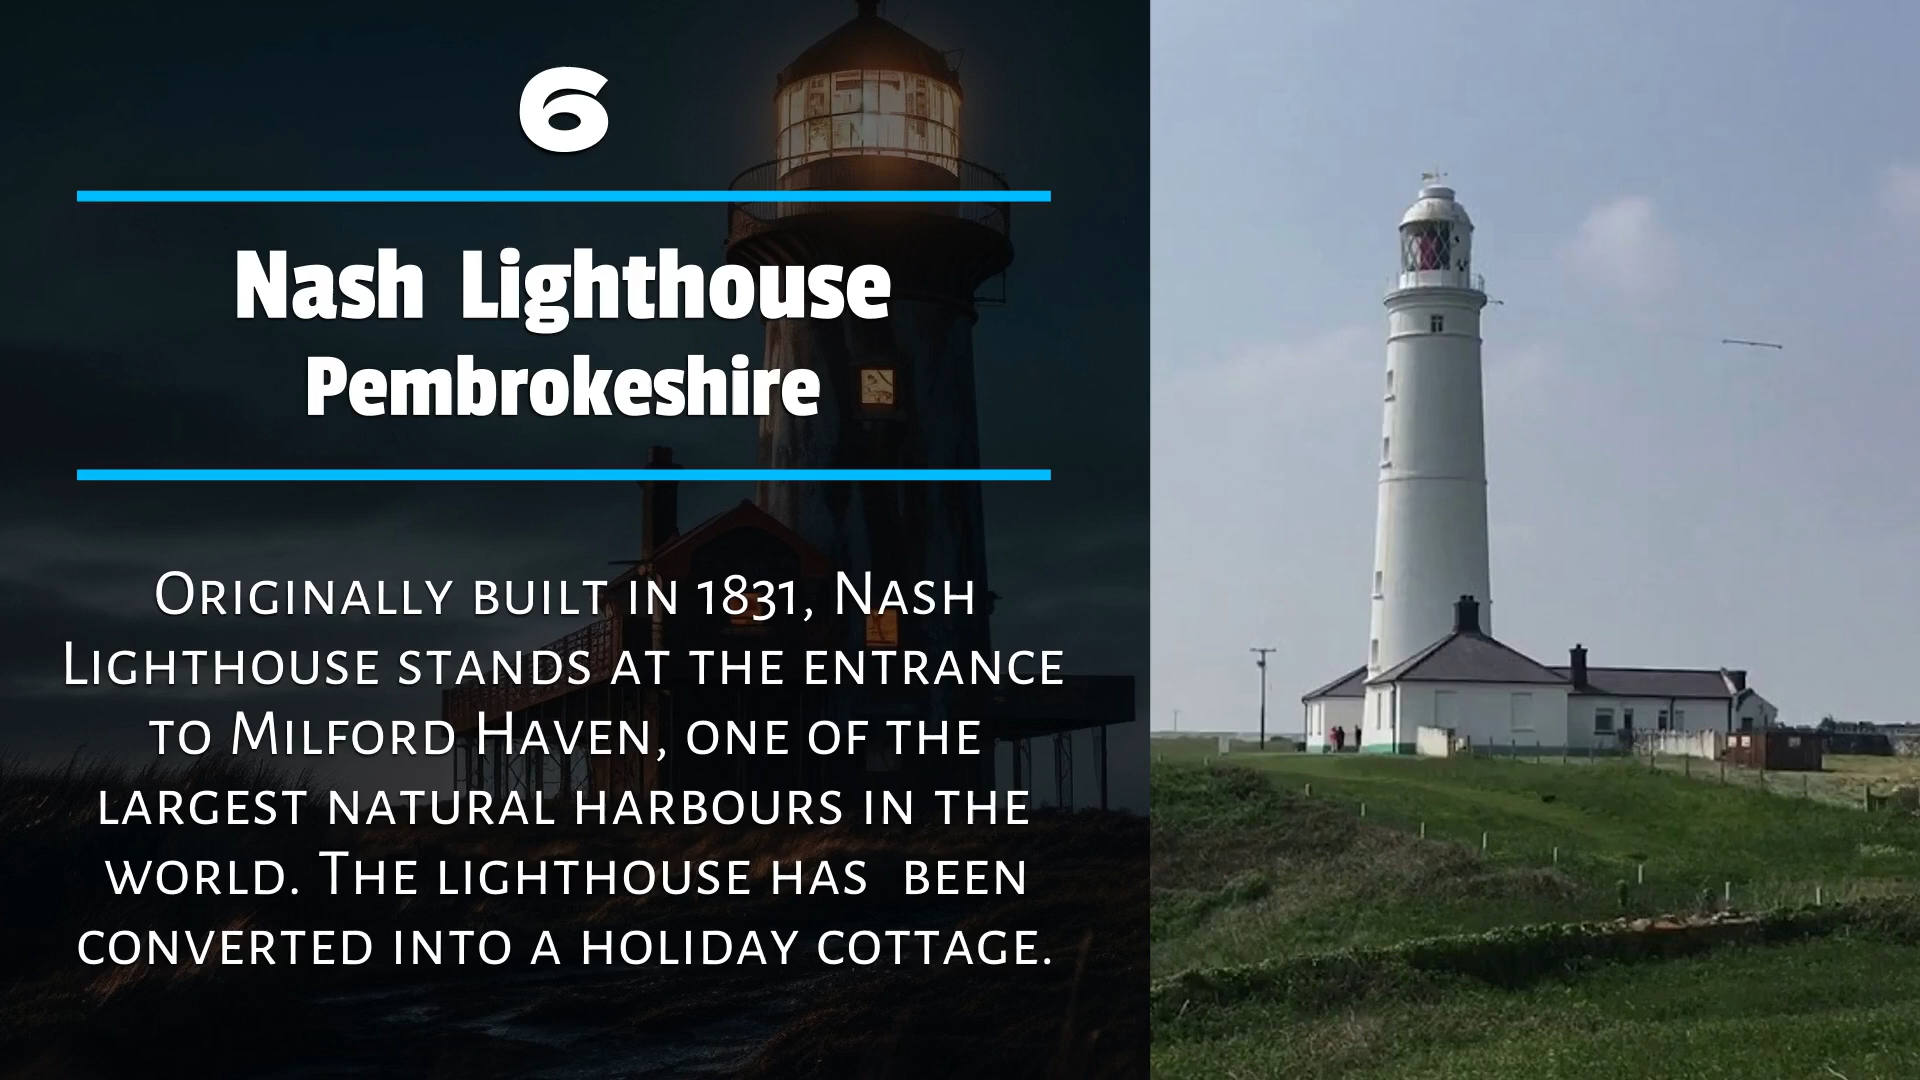 6
Nash Lighthouse
Pembrokeshire
Originally built in 1831, Nash
Lighthouse stands at the entrance
to Milford Haven, one of the
largest natural harbours in the
world. The lighthouse has  been
converted into a holiday cottage.